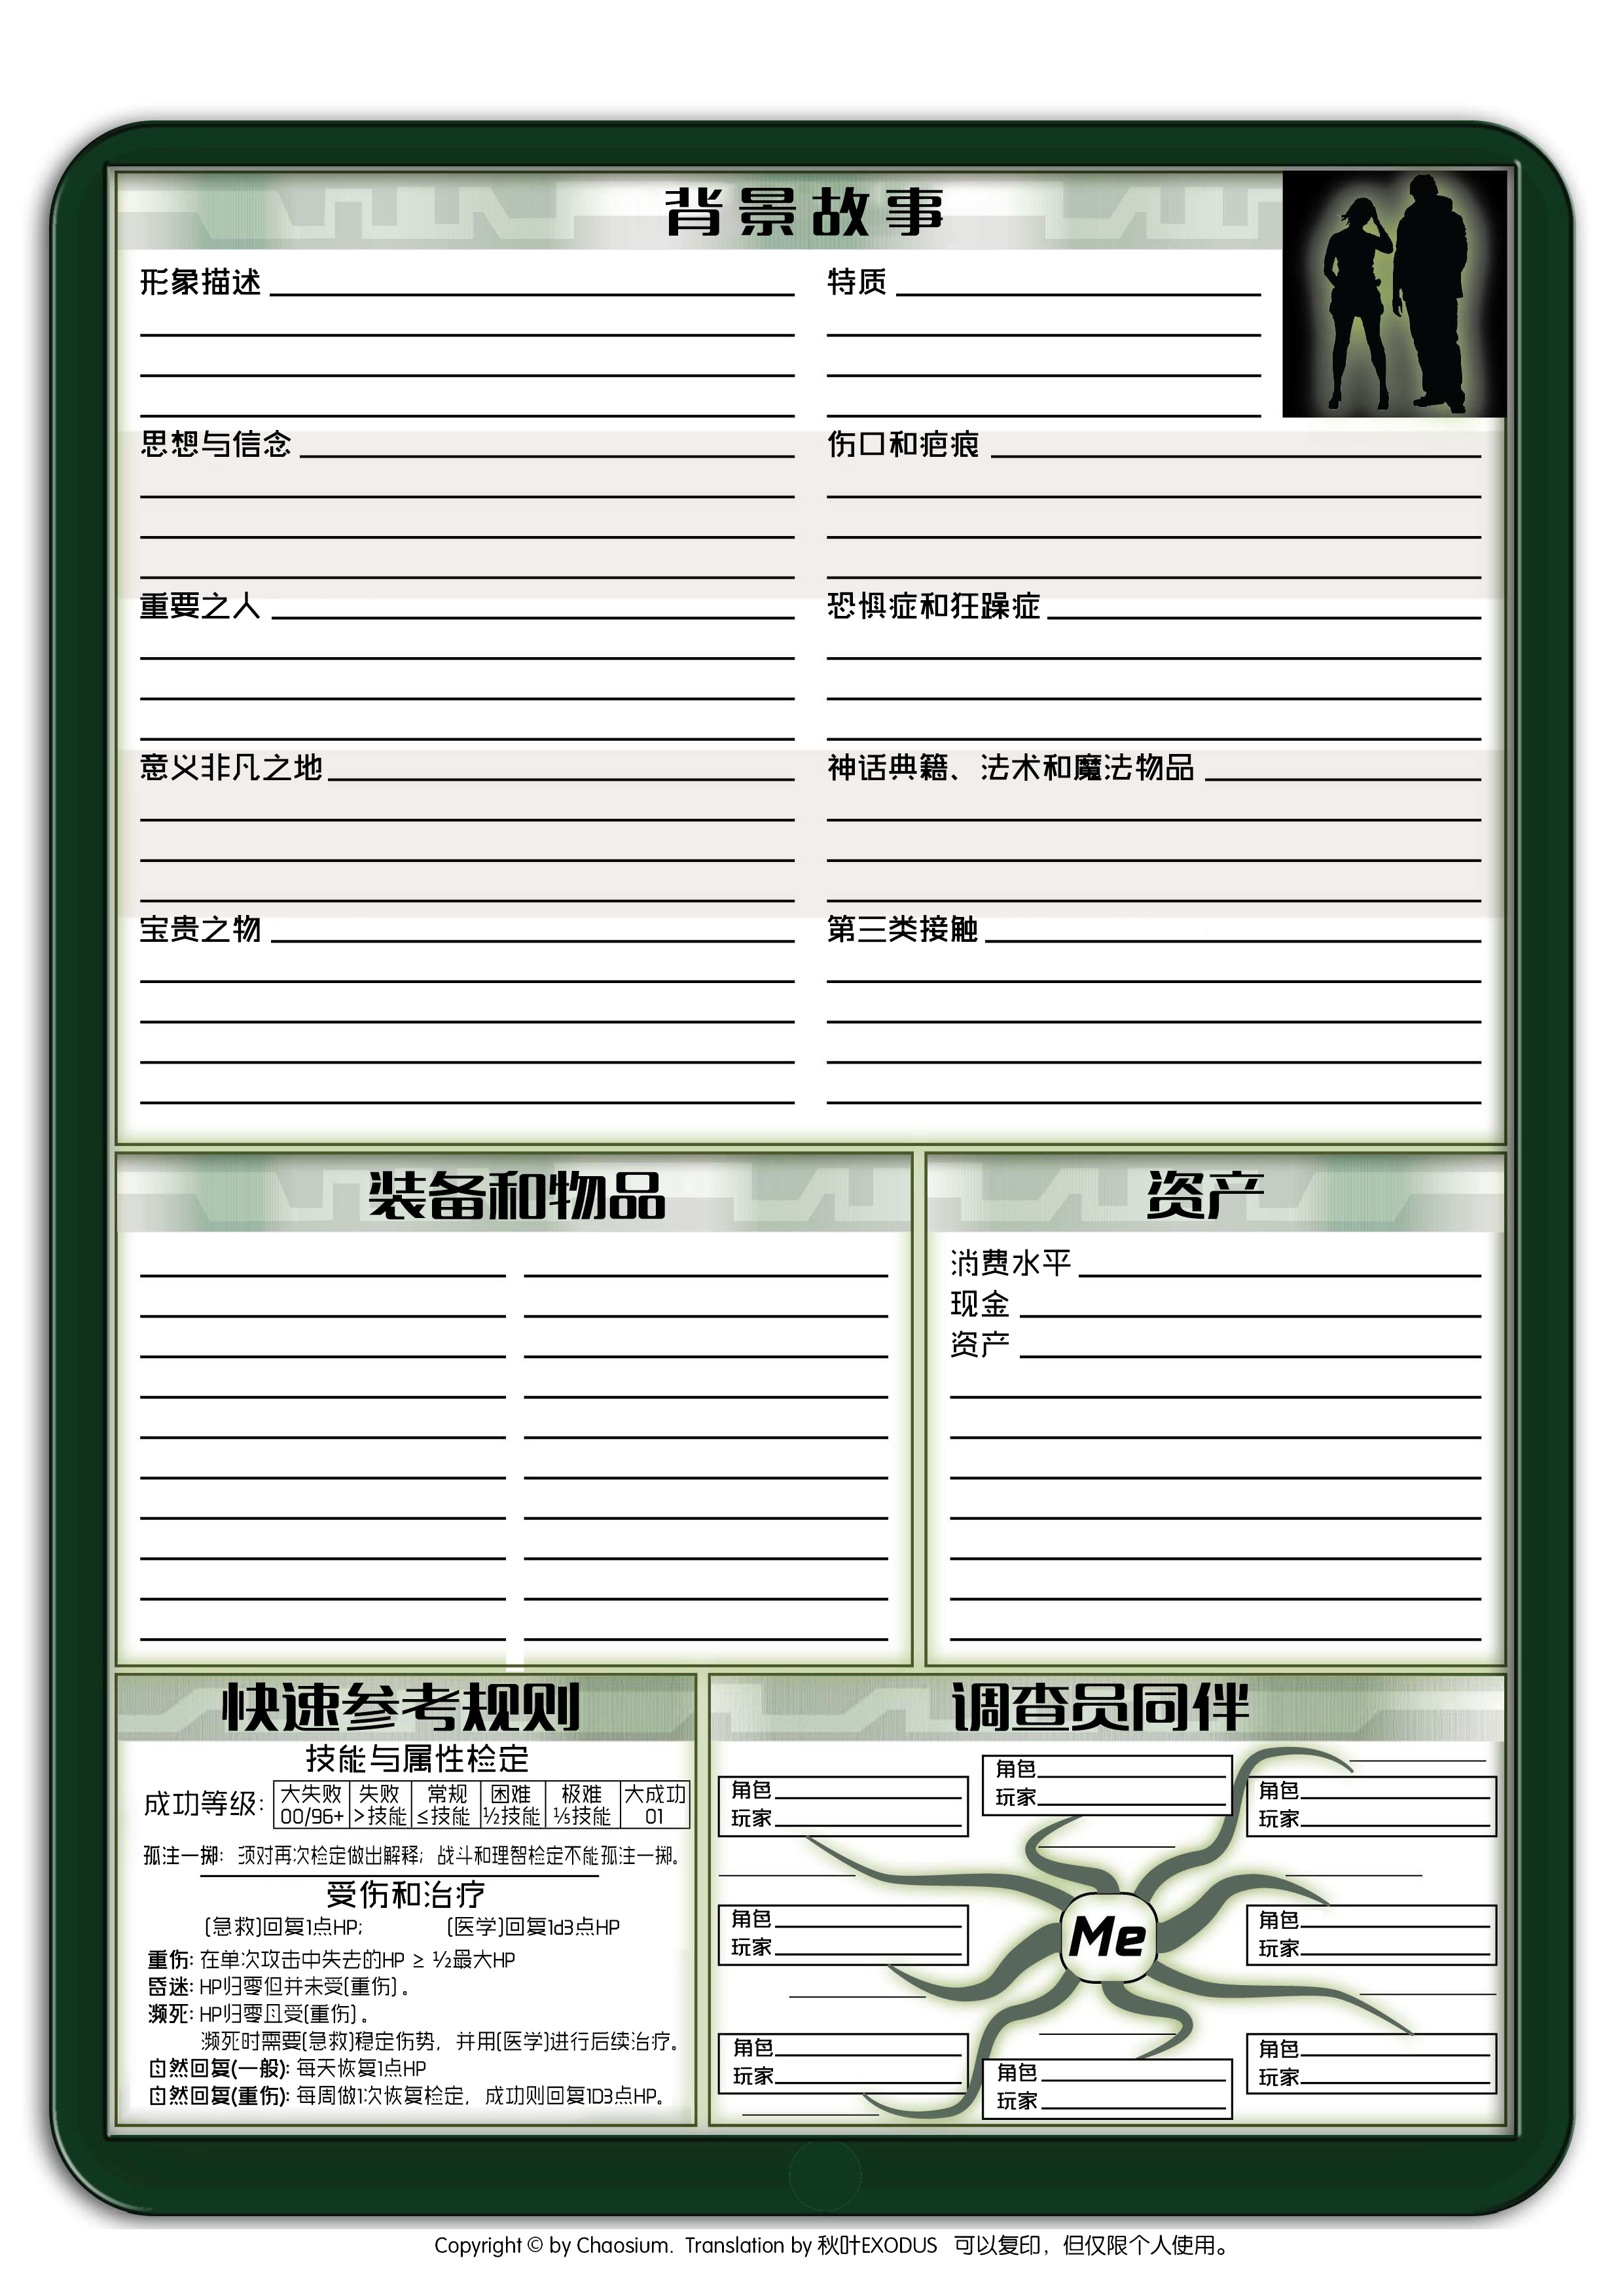 背景故事
形象描述
特质
思想与信念
伤口和疤痕
重要之人
恐惧症和狂躁症
意义非凡之地
神话典籍、法术和魔法物品
宝贵之物
第三类接触
装备和物品
资产
消费水平
现金
资产
快速参考规则
技能与属性检定
成功等级:
大失败 失败 常规 困难 极难 大成功
00/96+ >技能 ≤技能 ½技能 ⅕技能 01
孤注一掷: 须对再次检定做出解释; 战斗和理智检定不能孤注一掷。
受伤和治疗
[急救]回复1点HP; [医学]回复1d3点HP
重伤: 在单次攻击中失去的HP ≥ ½最大HP
昏迷: HP归零但并未受[重伤]。
濒死: HP归零且受[重伤]。
濒死时需要[急救]稳定伤势, 并用[医学]进行后续治疗。
自然回复(一般): 每天恢复1点HP
自然回复(重伤): 每周做1次恢复检定, 成功则回复1D3点HP。
调查员同伴
角色
玩家
角色
玩家
角色
玩家
角色
玩家
Me
角色
玩家
角色
玩家
角色
玩家
角色
玩家
Copyright © by Chaosium. Translation by 秋叶EXODUS 可以复印, 但仅限个人使用。